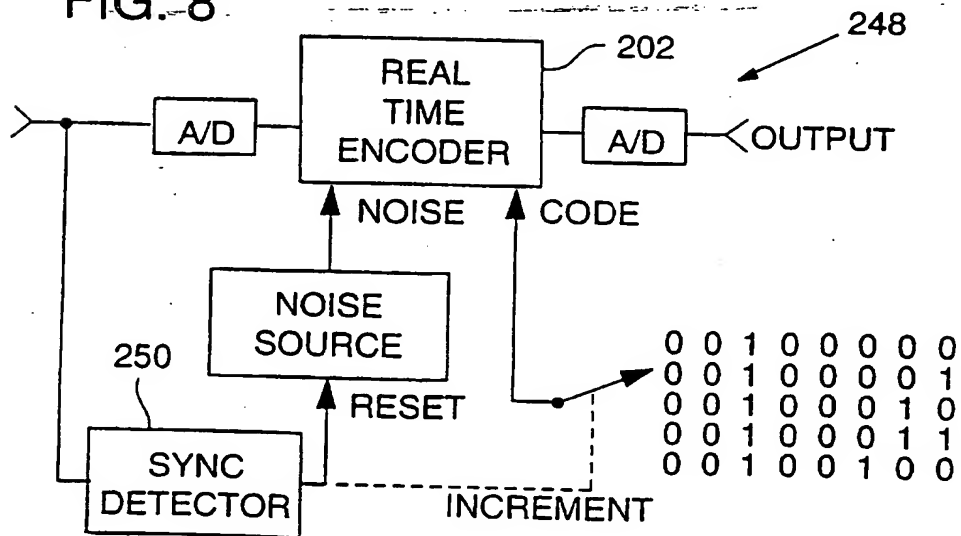 FIG. 8
248
202
REAL
TIME
ENCODER
A/D
A/D
OUTPUT
NOISE
CODE
NOISE
SOURCE
250
RESET
SYNC
DETECTOR
INCREMENT
0 0 1 0 0 0 0 0
0 0 1 0 0 0 0 1
0 0 1 0 0 0 1 0
0 0 1 0 0 0 1 1
0 0 1 0 0 1 0 0